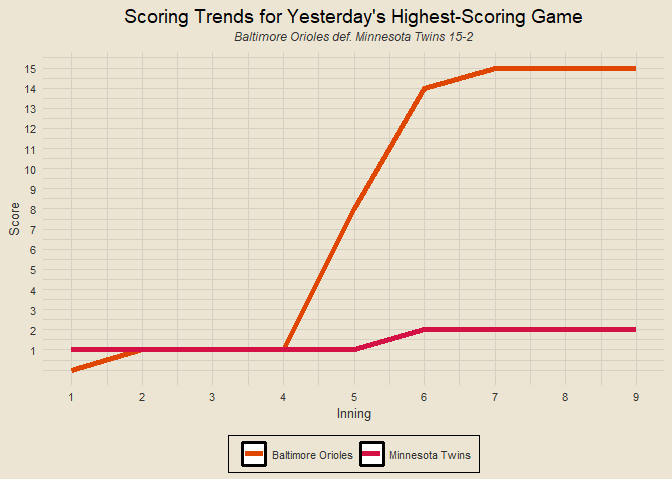 Scoring Trends for Yesterday's Highest-Scoring Game
Baltimore Orioles def. Minnesota Twins 15-2
15
14
13
12
11
10
9
8
7
6
5
4
3
2
1
Score
1 2 3 4 5 6 7 8 9
Inning
Baltimore Orioles Minnesota Twins